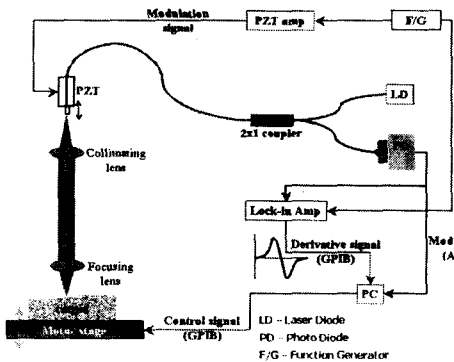 Modulation
signal
PZT amp
F/G
PZT
LD
2x1 coupler
Collimating
lens
Lock-in Amp
Derivative signal
(GPIB)
Mod
(A
Focusing
lens
PC
Motor stage
Control signal
(GPIB)
LD - Laser Diode
PD - Photo Diode
F/G - Function Generator